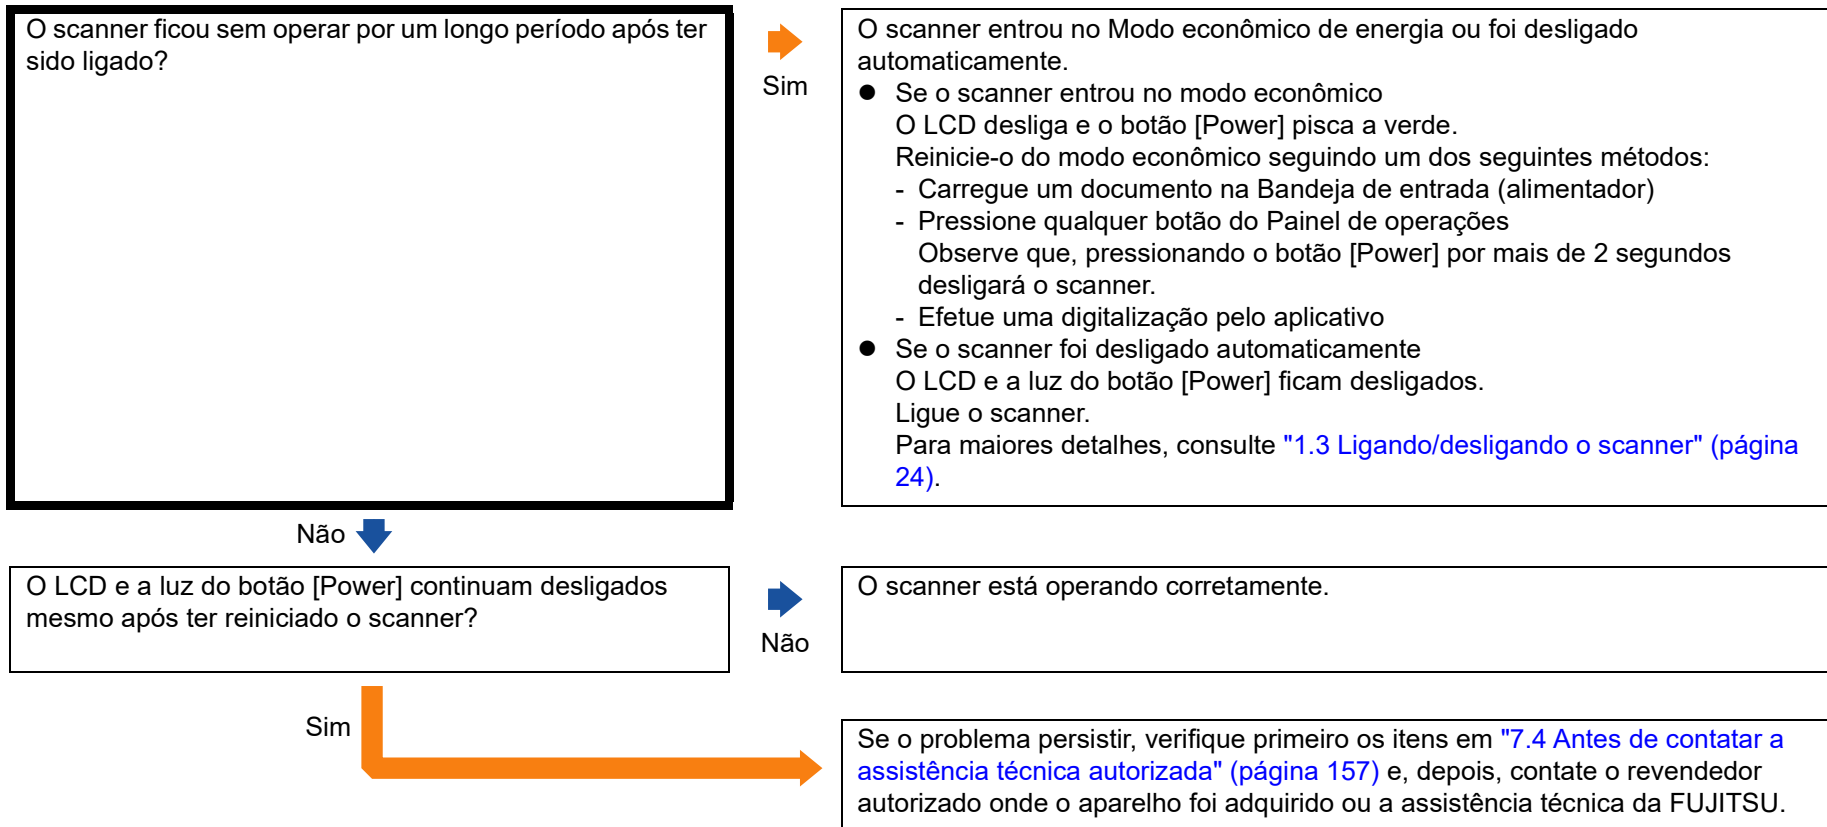 O scanner ficou sem operar por um longo período após ter
sido ligado?
Sim
O scanner entrou no Modo econômico de energia ou foi desligado
automaticamente.
● Se o scanner entrou no modo econômico
O LCD desliga e o botão [Power] pisca a verde.
Reinicie-o do modo econômico seguindo um dos seguintes métodos:
- Carregue um documento na Bandeja de entrada (alimentador)
- Pressione qualquer botão do Painel de operações
Observe que, pressionando o botão [Power] por mais de 2 segundos
desligará o scanner.
- Efetue uma digitalização pelo aplicativo
● Se o scanner foi desligado automaticamente
O LCD e a luz do botão [Power] ficam desligados.
Ligue o scanner.
Para maiores detalhes, consulte "1.3 Ligando/desligando o scanner" (página
24).
Não
O LCD e a luz do botão [Power] continuam desligados
mesmo após ter reiniciado o scanner?
Não
O scanner está operando corretamente.
Sim
Se o problema persistir, verifique primeiro os itens em "7.4 Antes de contatar a
assistência técnica autorizada" (página 157) e, depois, contate o revendedor
autorizado onde o aparelho foi adquirido ou a assistência técnica da FUJITSU.